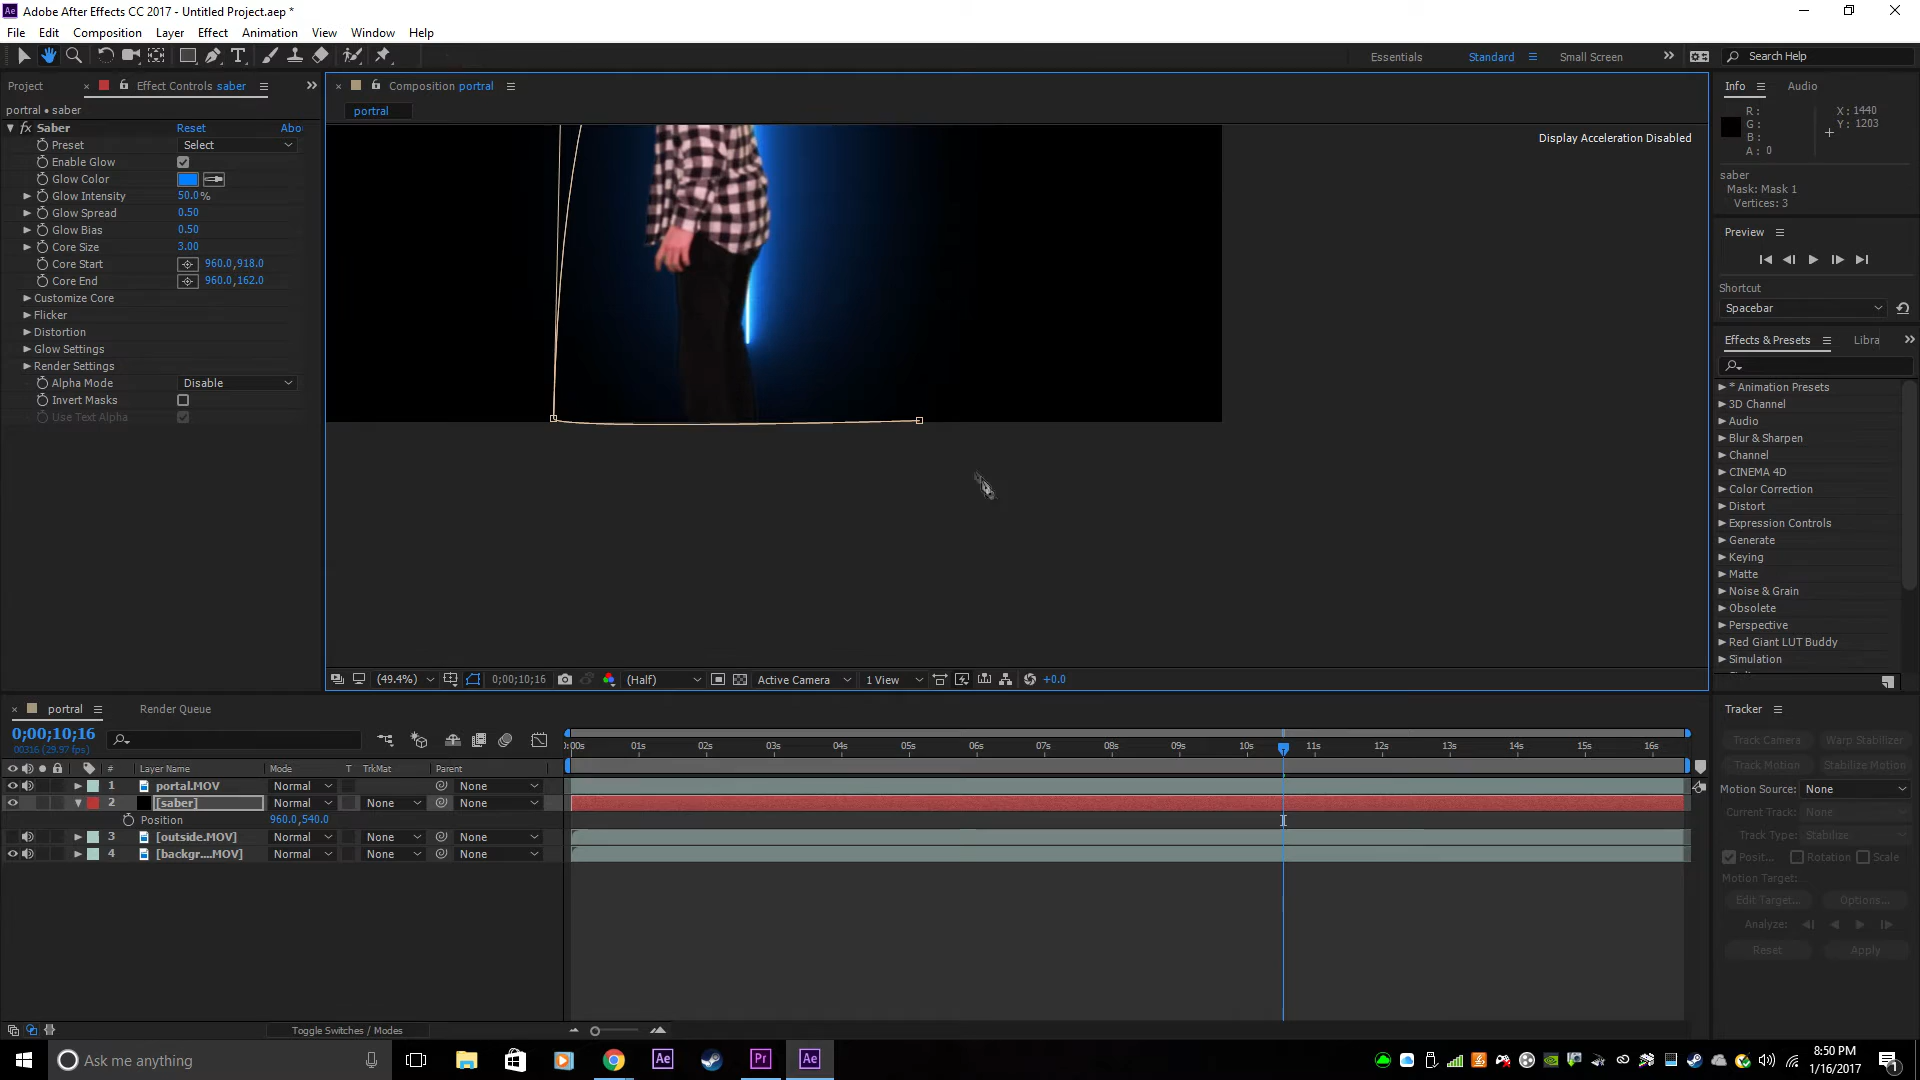 Adobe After Effects CC 2017 - Untitled Project.aep *
File Edit Composition Layer Effect Animation View Window Help
Essentials Standard Small Screen Search Help
Project Effect Controls saber
portral • saber
Saber Reset Abou
Preset Select
Enable Glow
Glow Color
Glow Intensity 50.0%
Glow Spread 0.50
Glow Bias 0.50
Core Size 3.00
Core Start 960.0,918.0
Core End 960.0,162.0
Customize Core
Flicker
Distortion
Glow Settings
Render Settings
Alpha Mode Disable
Invert Masks
Use Text Alpha
Composition portral
portral
Display Acceleration Disabled
(49.4%) 0;00;10;16 (Half) Active Camera 1 View +0.0
Info Audio
R: X: 1440
G: Y: 1203
B:
A: 0
saber
Mask: Mask 1
Vertices: 3
Preview
Shortcut
Spacebar
Effects & Presets Libra
* Animation Presets
3D Channel
Audio
Blur & Sharpen
Channel
CINEMA 4D
Color Correction
Distort
Expression Controls
Generate
Keying
Matte
Noise & Grain
Obsolete
Perspective
Red Giant LUT Buddy
Simulation
portral Render Queue
0;00;10;16
00316 (29.97 fps)
:00s 01s 02s 03s 04s 05s 06s 07s 08s 09s 10s 11s 12s 13s 14s 15s 16s
# Layer Name Mode T TrkMat Parent
1 portal.MOV Normal None
2 [saber] Normal None None
Position 960.0,540.0
3 [outside.MOV] Normal None None
4 [backgr....MOV] Normal None None
Toggle Switches / Modes
Tracker
Track Camera Warp Stabilizer
Track Motion Stabilize Motion
Motion Source: None
Current Track: None
Track Type: Stabilize
Posit... Rotation Scale
Motion Target:
Edit Target... Options...
Analyze:
Reset Apply
Ask me anything
8:50 PM
1/16/2017